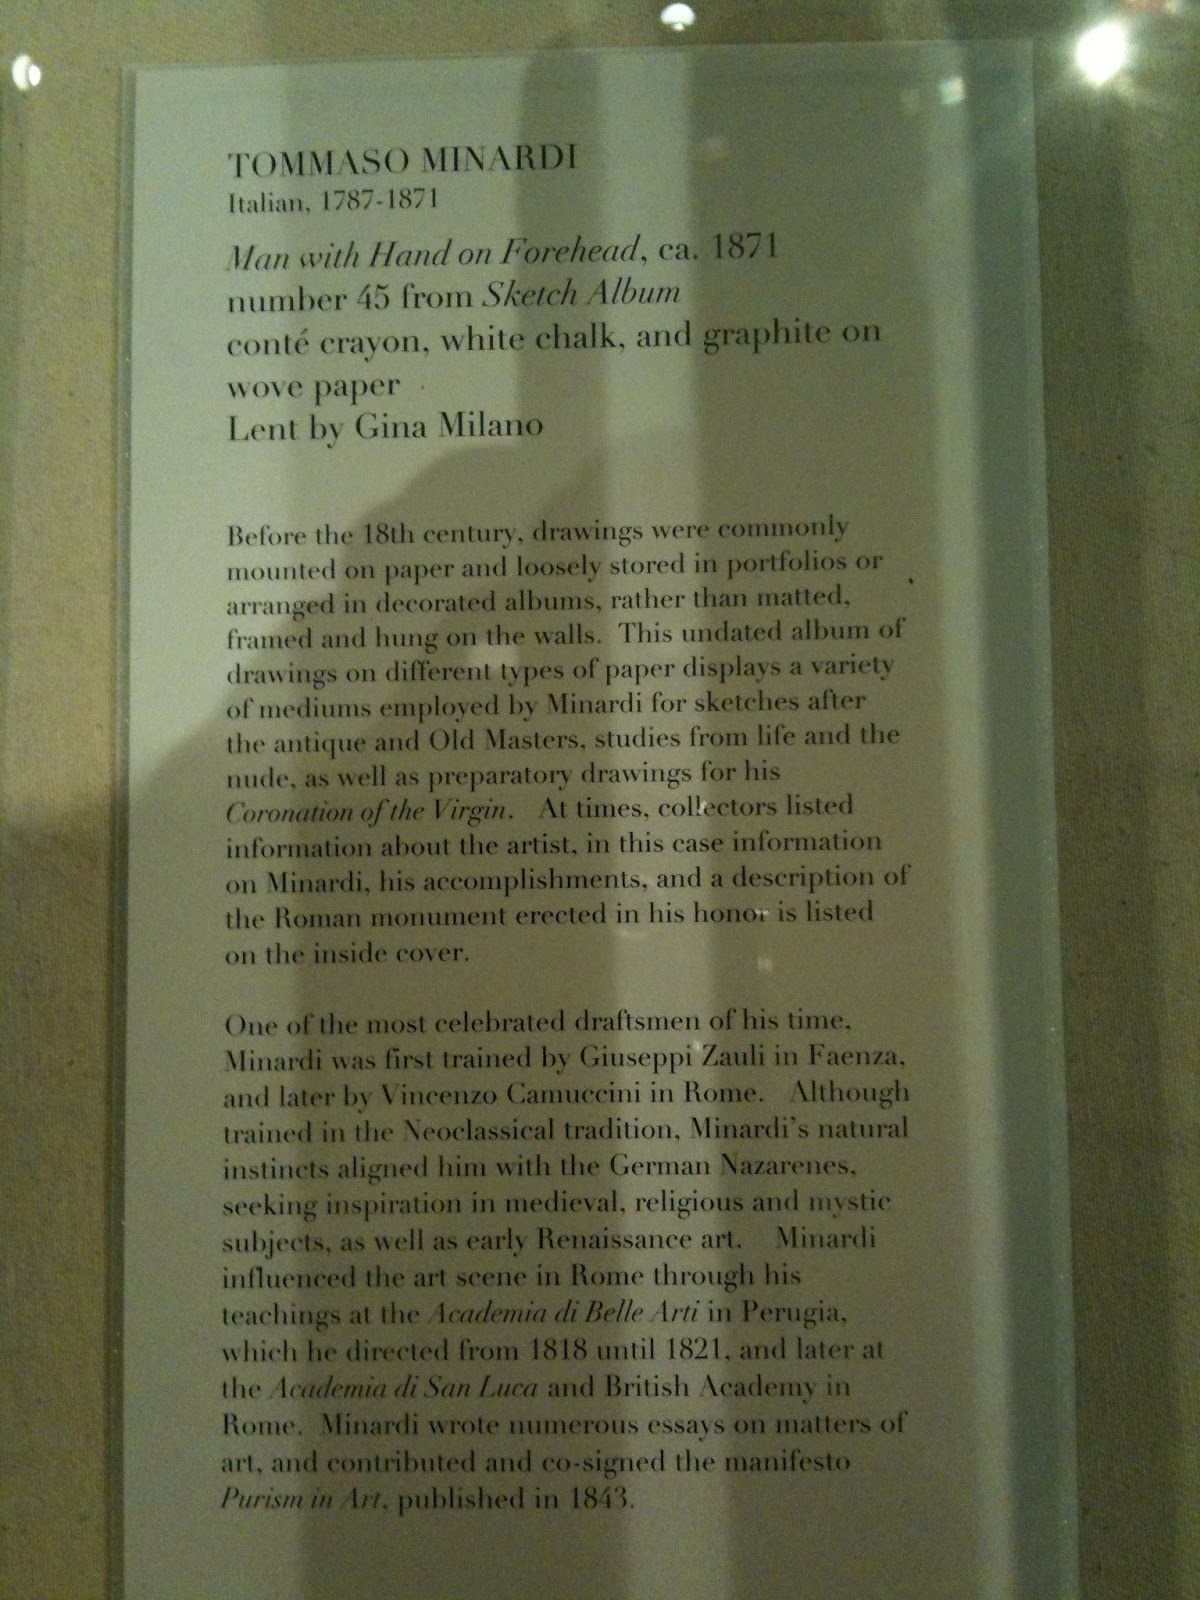 TOMMASO MINARDI
Italian, 1787-1871
Man with Hand on Forehead, ca. 1871
number 45 from Sketch Album
conté crayon, white chalk, and graphite on
wove paper
Lent by Gina Milano
Before the 18th century, drawings were commonly
mounted on paper and loosely stored in portfolios or
arranged in decorated albums, rather than matted,
framed and hung on the walls. This undated album of
drawings on different types of paper displays a variety
of mediums employed by Minardi for sketches after
the antique and Old Masters, studies from life and the
nude, as well as preparatory drawings for his
Coronation of the Virgin. At times, collectors listed
information about the artist, in this case information
on Minardi, his accomplishments, and a description of
the Roman monument erected in his honor is listed
on the inside cover.
One of the most celebrated draftsmen of his time,
Minardi was first trained by Giuseppi Zauli in Faenza,
and later by Vincenzo Camuccini in Rome. Although
trained in the Neoclassical tradition, Minardi's natural
instincts aligned him with the German Nazarenes,
seeking inspiration in medieval, religious and mystic
subjects, as well as early Renaissance art. Minardi
influenced the art scene in Rome through his
teachings at the Academia di Belle Arti in Perugia,
which he directed from 1818 until 1821, and later at
the Academia di San Luca and British Academy in
Rome. Minardi wrote numerous essays on matters of
art, and contributed and co-signed the manifesto
Purism in Art, published in 1843.